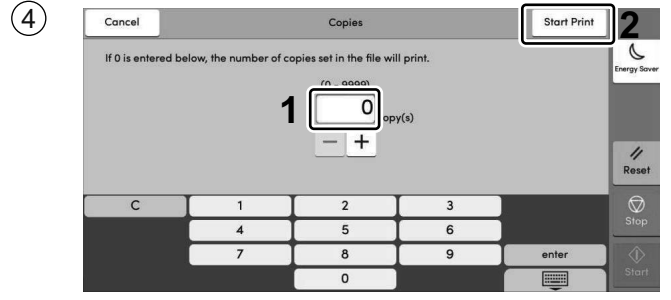 ④
Cancel
Copies
Start Print
2
If 0 is entered below, the number of copies set in the file will print.
Energy Saver
(0 - 9999)
1
0
opy(s)
− +
Reset
C 1 2 3
Stop
4 5 6
7 8 9 enter
Start
0